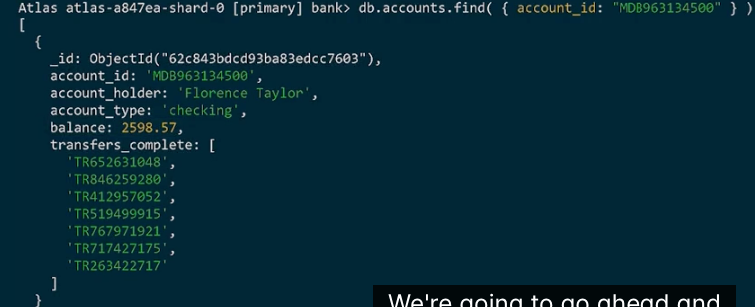 Atlas atlas-a847ea-shard-0 [primary] bank> db.accounts.find( { account_id: "MDB963134500" } )
[
  {
    _id: ObjectId("62c843bdcd93ba83edcc7603"),
    account_id: 'MDB963134500',
    account_holder: 'Florence Taylor',
    account_type: 'checking',
    balance: 2598.57,
    transfers_complete: [
      'TR652631048',
      'TR846259280',
      'TR412957052',
      'TR519499915',
      'TR767971921',
      'TR717427175',
      'TR263422717'
    ]
  }
We're going to go ahead and